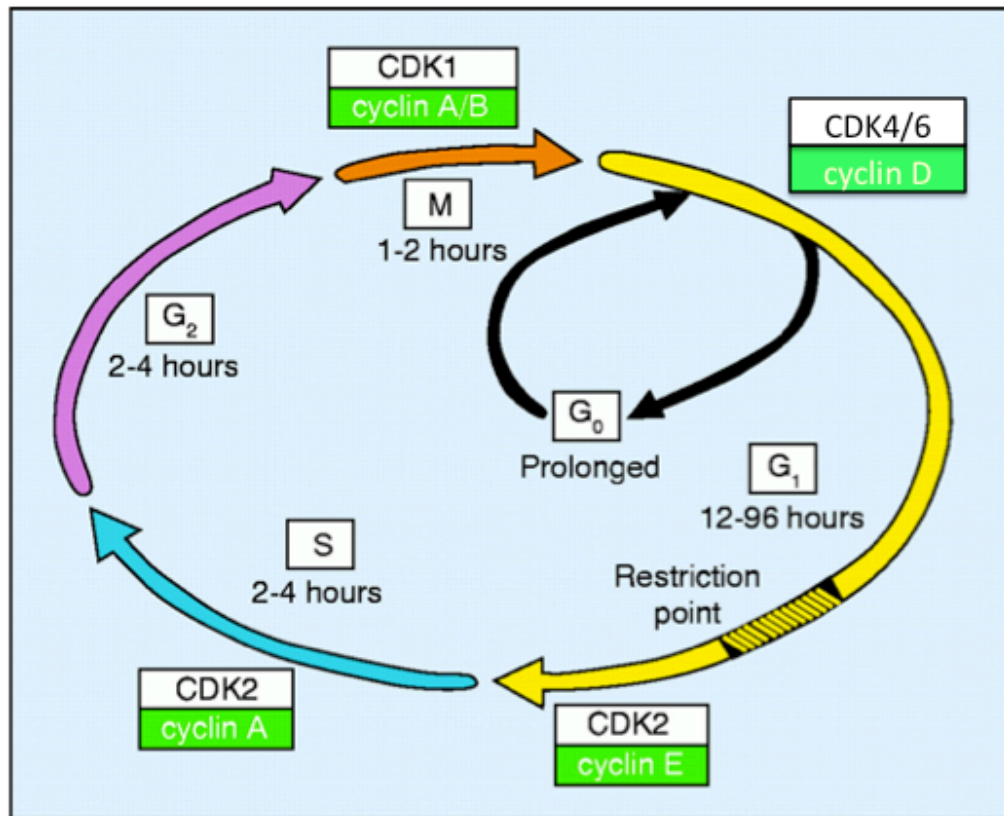 CDK1
cyclin A/B
CDK4/6
cyclin D
M
1-2 hours
G₂
2-4 hours
G₀
Prolonged
G₁
12-96 hours
S
2-4 hours
Restriction
point
CDK2
cyclin A
CDK2
cyclin E